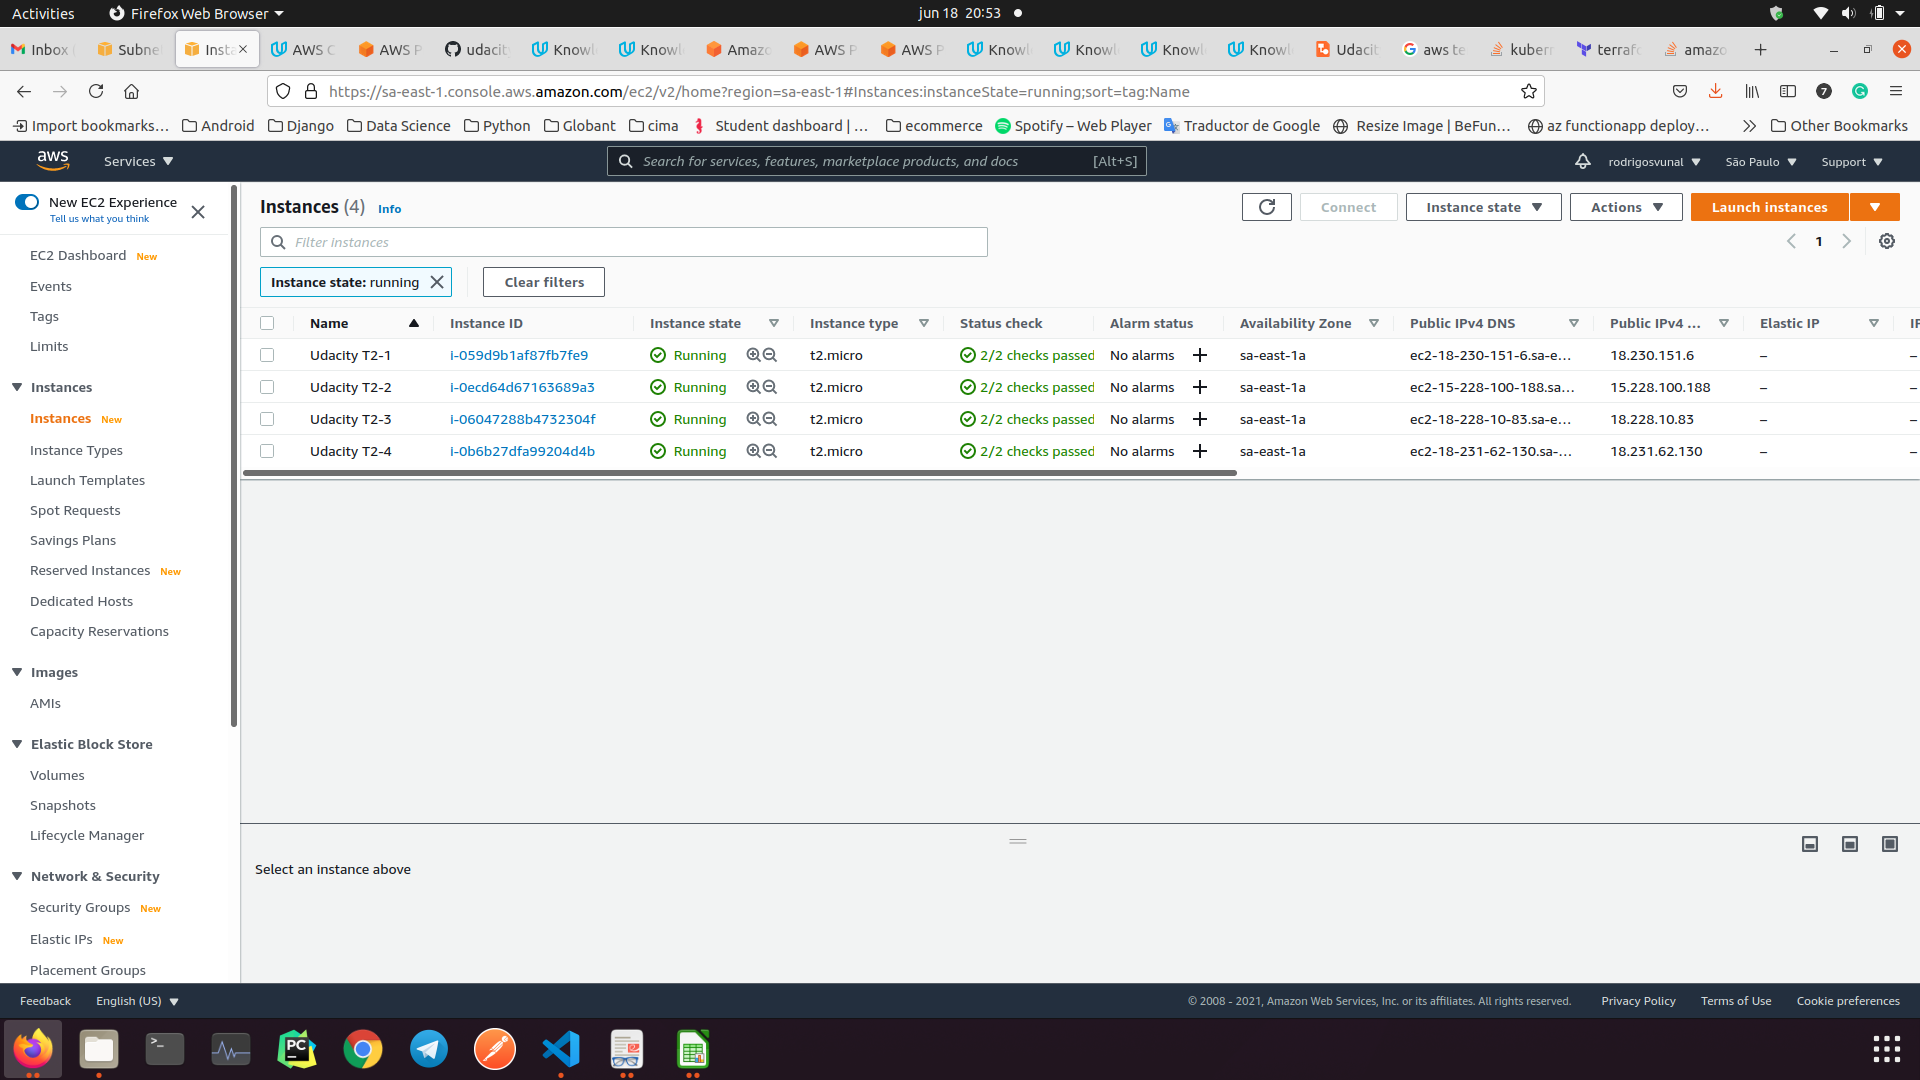 Activities Firefox Web Browser jun 18 20:53
Inbox ( Subne Insta AWS C AWS P udacit Knowl Knowl Amazo AWS P AWS P Knowl Knowl Knowl Knowl Udacit aws te kubern terrafo amazo
https://sa-east-1.console.aws.amazon.com/ec2/v2/home?region=sa-east-1#Instances:instanceState=running;sort=tag:Name 7
Import bookmarks… Android Django Data Science Python Globant cima Student dashboard | … ecommerce Spotify – Web Player Traductor de Google Resize Image | BeFun… az functionapp deploy… Other Bookmarks
aws Services Search for services, features, marketplace products, and docs [Alt+S] rodrigosvunal São Paulo Support
New EC2 Experience
Tell us what you think
EC2 Dashboard New
Events
Tags
Limits
Instances
Instances New
Instance Types
Launch Templates
Spot Requests
Savings Plans
Reserved Instances New
Dedicated Hosts
Capacity Reservations
Images
AMIs
Elastic Block Store
Volumes
Snapshots
Lifecycle Manager
Network & Security
Security Groups New
Elastic IPs New
Placement Groups
Instances (4) Info Connect Instance state Actions Launch instances
Filter instances 1
Instance state: running Clear filters
Name Instance ID Instance state Instance type Status check Alarm status Availability Zone Public IPv4 DNS Public IPv4 ... Elastic IP IP
Udacity T2-1 i-059d9b1af87fb7fe9 Running t2.micro 2/2 checks passed No alarms sa-east-1a ec2-18-230-151-6.sa-e... 18.230.151.6 – –
Udacity T2-2 i-0ecd64d67163689a3 Running t2.micro 2/2 checks passed No alarms sa-east-1a ec2-15-228-100-188.sa... 15.228.100.188 – –
Udacity T2-3 i-06047288b4732304f Running t2.micro 2/2 checks passed No alarms sa-east-1a ec2-18-228-10-83.sa-e... 18.228.10.83 – –
Udacity T2-4 i-0b6b27dfa99204d4b Running t2.micro 2/2 checks passed No alarms sa-east-1a ec2-18-231-62-130.sa-... 18.231.62.130 – –
Select an instance above
Feedback English (US) © 2008 - 2021, Amazon Web Services, Inc. or its affiliates. All rights reserved. Privacy Policy Terms of Use Cookie preferences
>_ PC